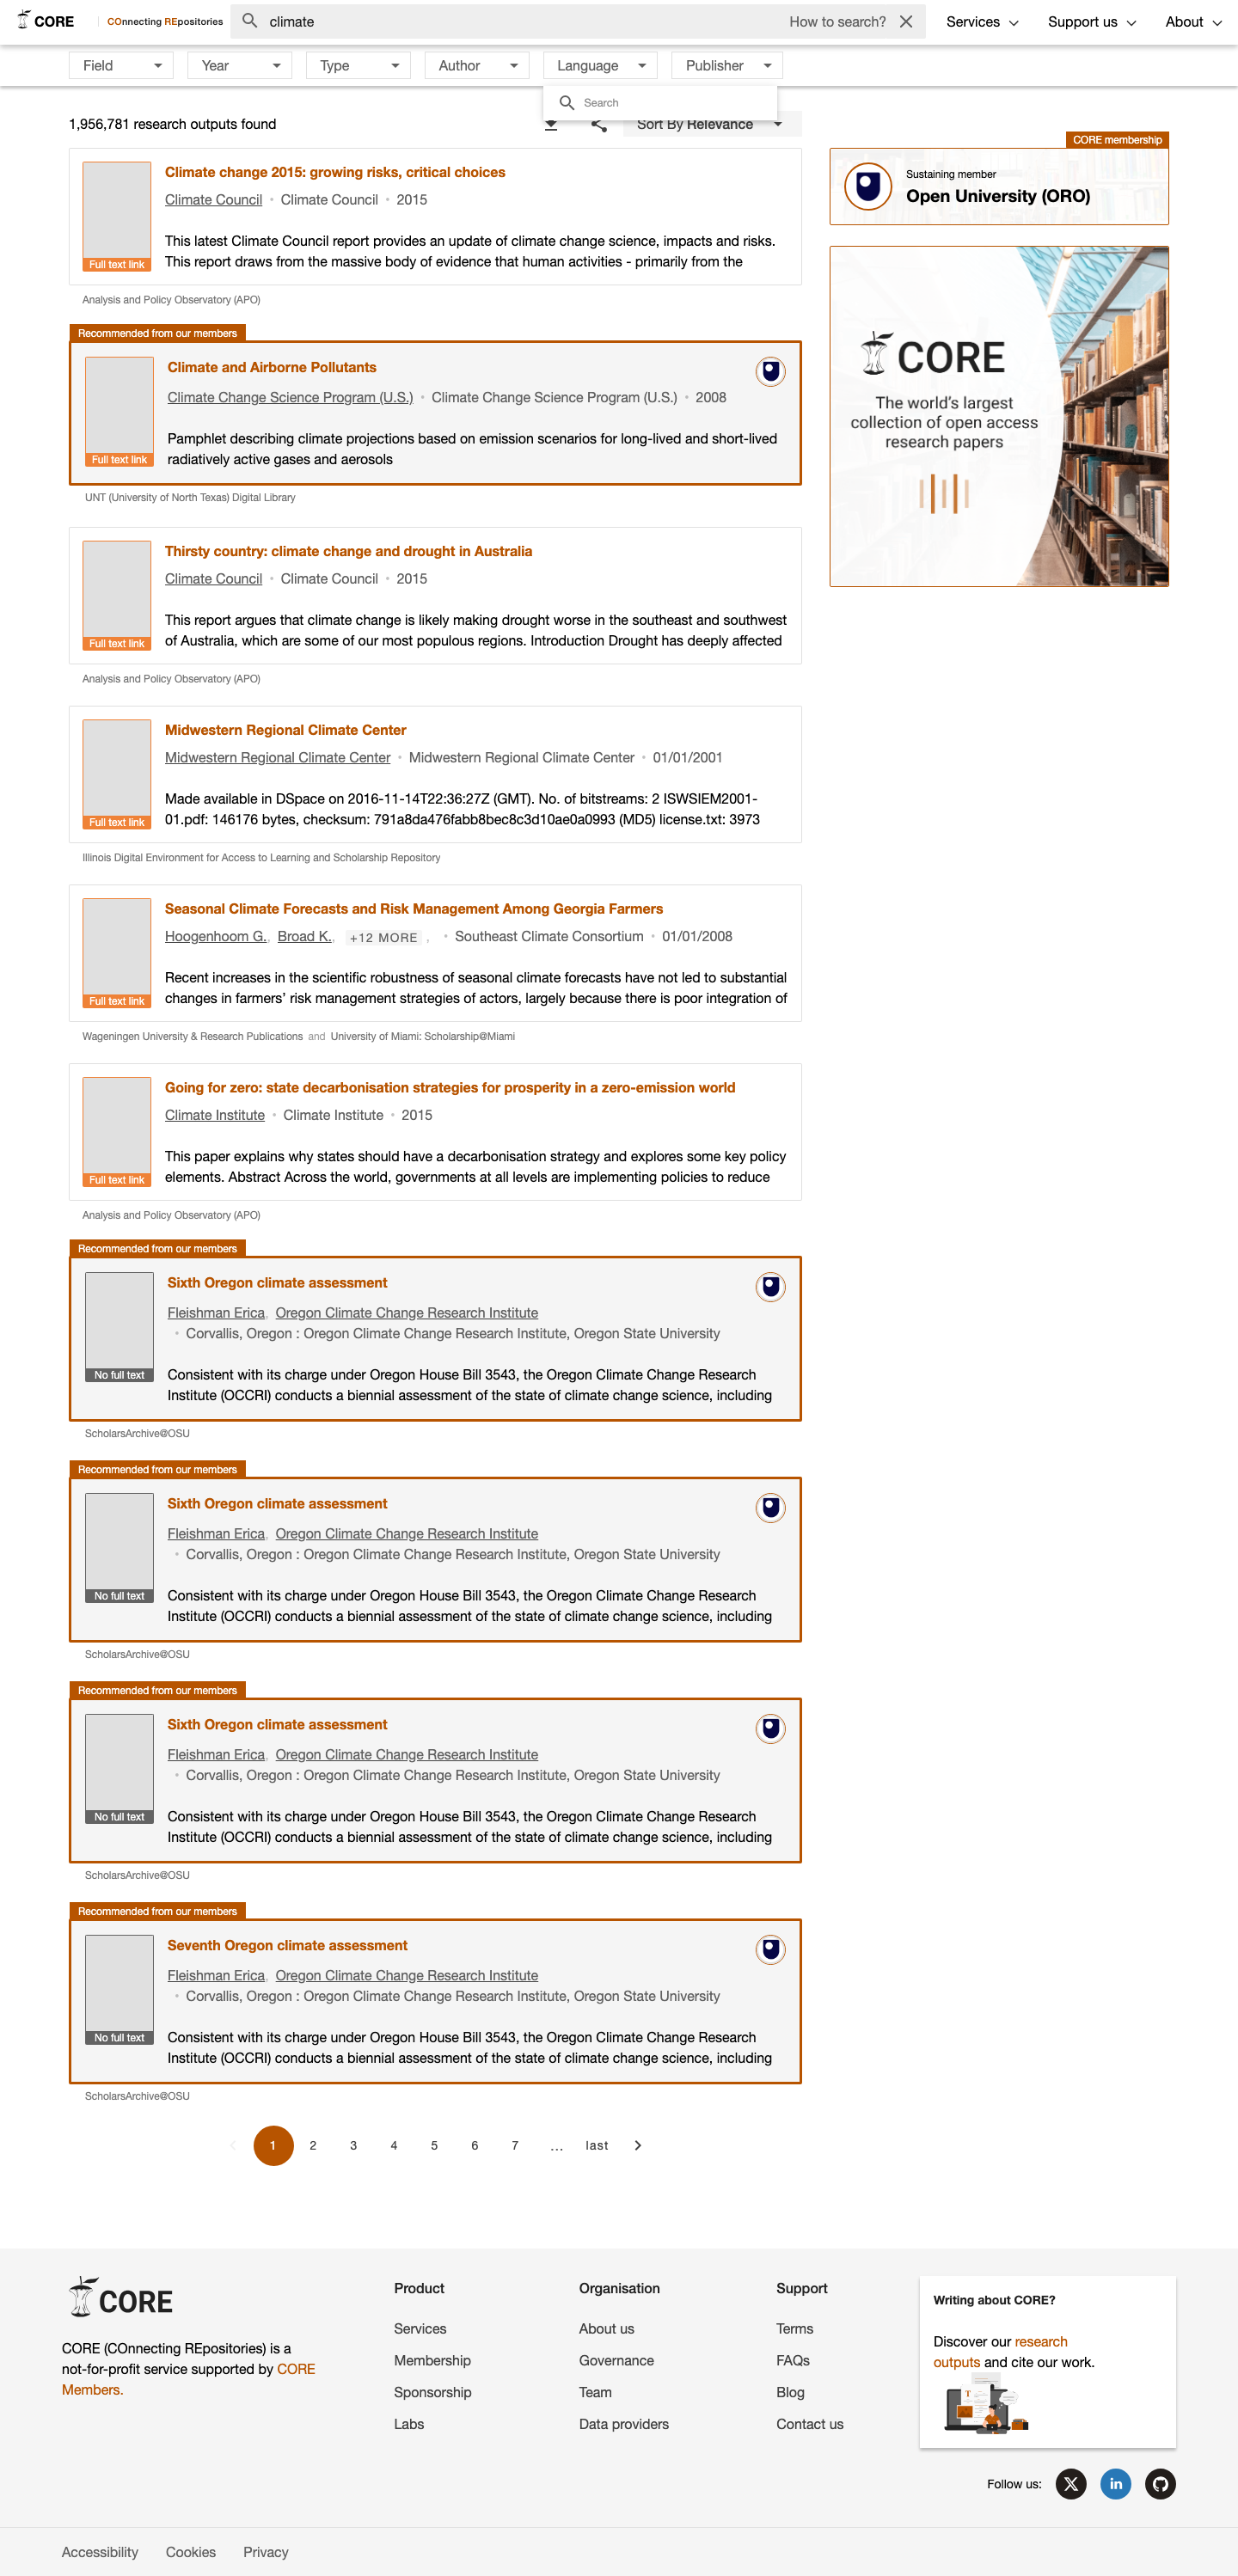 CORE
COnnecting REpositories
climate
How to search?
Services
Support us
About
Field
Year
Type
Author
Language
Publisher
Search
1,956,781 research outputs found
Sort By Relevance
Climate change 2015: growing risks, critical choices
Climate Council • Climate Council • 2015
This latest Climate Council report provides an update of climate change science, impacts and risks.
This report draws from the massive body of evidence that human activities - primarily from the
Full text link
Analysis and Policy Observatory (APO)
Recommended from our members
Climate and Airborne Pollutants
Climate Change Science Program (U.S.) • Climate Change Science Program (U.S.) • 2008
Pamphlet describing climate projections based on emission scenarios for long-lived and short-lived
radiatively active gases and aerosols
Full text link
UNT (University of North Texas) Digital Library
Thirsty country: climate change and drought in Australia
Climate Council • Climate Council • 2015
This report argues that climate change is likely making drought worse in the southeast and southwest
of Australia, which are some of our most populous regions. Introduction Drought has deeply affected
Full text link
Analysis and Policy Observatory (APO)
Midwestern Regional Climate Center
Midwestern Regional Climate Center • Midwestern Regional Climate Center • 01/01/2001
Made available in DSpace on 2016-11-14T22:36:27Z (GMT). No. of bitstreams: 2 ISWSIEM2001-
01.pdf: 146176 bytes, checksum: 791a8da476fabb8bec8c3d10ae0a0993 (MD5) license.txt: 3973
Full text link
Illinois Digital Environment for Access to Learning and Scholarship Repository
Seasonal Climate Forecasts and Risk Management Among Georgia Farmers
Hoogenhoom G., Broad K., +12 MORE , • Southeast Climate Consortium • 01/01/2008
Recent increases in the scientific robustness of seasonal climate forecasts have not led to substantial
changes in farmers’ risk management strategies of actors, largely because there is poor integration of
Full text link
Wageningen University & Research Publications and University of Miami: Scholarship@Miami
Going for zero: state decarbonisation strategies for prosperity in a zero-emission world
Climate Institute • Climate Institute • 2015
This paper explains why states should have a decarbonisation strategy and explores some key policy
elements. Abstract Across the world, governments at all levels are implementing policies to reduce
Full text link
Analysis and Policy Observatory (APO)
Recommended from our members
Sixth Oregon climate assessment
Fleishman Erica, Oregon Climate Change Research Institute
• Corvallis, Oregon : Oregon Climate Change Research Institute, Oregon State University
Consistent with its charge under Oregon House Bill 3543, the Oregon Climate Change Research
Institute (OCCRI) conducts a biennial assessment of the state of climate change science, including
No full text
ScholarsArchive@OSU
Recommended from our members
Sixth Oregon climate assessment
Fleishman Erica, Oregon Climate Change Research Institute
• Corvallis, Oregon : Oregon Climate Change Research Institute, Oregon State University
Consistent with its charge under Oregon House Bill 3543, the Oregon Climate Change Research
Institute (OCCRI) conducts a biennial assessment of the state of climate change science, including
No full text
ScholarsArchive@OSU
Recommended from our members
Sixth Oregon climate assessment
Fleishman Erica, Oregon Climate Change Research Institute
• Corvallis, Oregon : Oregon Climate Change Research Institute, Oregon State University
Consistent with its charge under Oregon House Bill 3543, the Oregon Climate Change Research
Institute (OCCRI) conducts a biennial assessment of the state of climate change science, including
No full text
ScholarsArchive@OSU
Recommended from our members
Seventh Oregon climate assessment
Fleishman Erica, Oregon Climate Change Research Institute
• Corvallis, Oregon : Oregon Climate Change Research Institute, Oregon State University
Consistent with its charge under Oregon House Bill 3543, the Oregon Climate Change Research
Institute (OCCRI) conducts a biennial assessment of the state of climate change science, including
No full text
ScholarsArchive@OSU
1 2 3 4 5 6 7 ... last
CORE membership
Sustaining member
Open University (ORO)
CORE
The world's largest
collection of open access
research papers
CORE
CORE (COnnecting REpositories) is a
not-for-profit service supported by CORE
Members.
Product
Services
Membership
Sponsorship
Labs
Organisation
About us
Governance
Team
Data providers
Support
Terms
FAQs
Blog
Contact us
Writing about CORE?
Discover our research
outputs and cite our work.
Follow us:
Accessibility
Cookies
Privacy